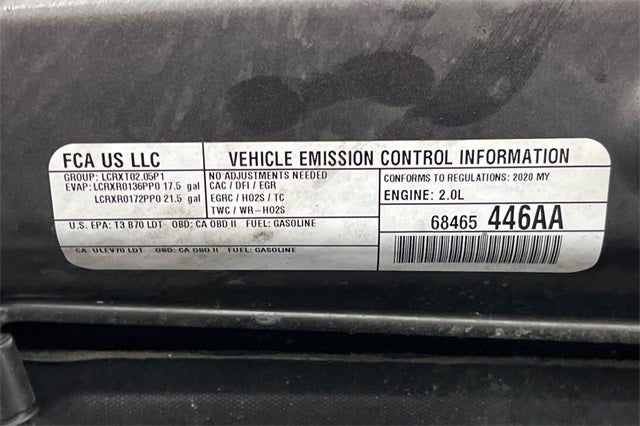 FCA US LLC
VEHICLE EMISSION CONTROL INFORMATION
GROUP: LCRXT02.05P1
EVAP: LCRXR0136PP0 17.5 gal
LCRXR0172PP0 21.5 gal
NO ADJUSTMENTS NEEDED
CAC / DFI / EGR
EGRC / HO2S / TC
TWC / WR-HO2S
CONFORMS TO REGULATIONS: 2020 MY
ENGINE: 2.0L
U.S. EPA: T3 B70 LDT OBD: CA OBD II FUEL: GASOLINE
CA: ULEV70 LDT OBD: CA OBD II FUEL: GASOLINE
68465 446AA